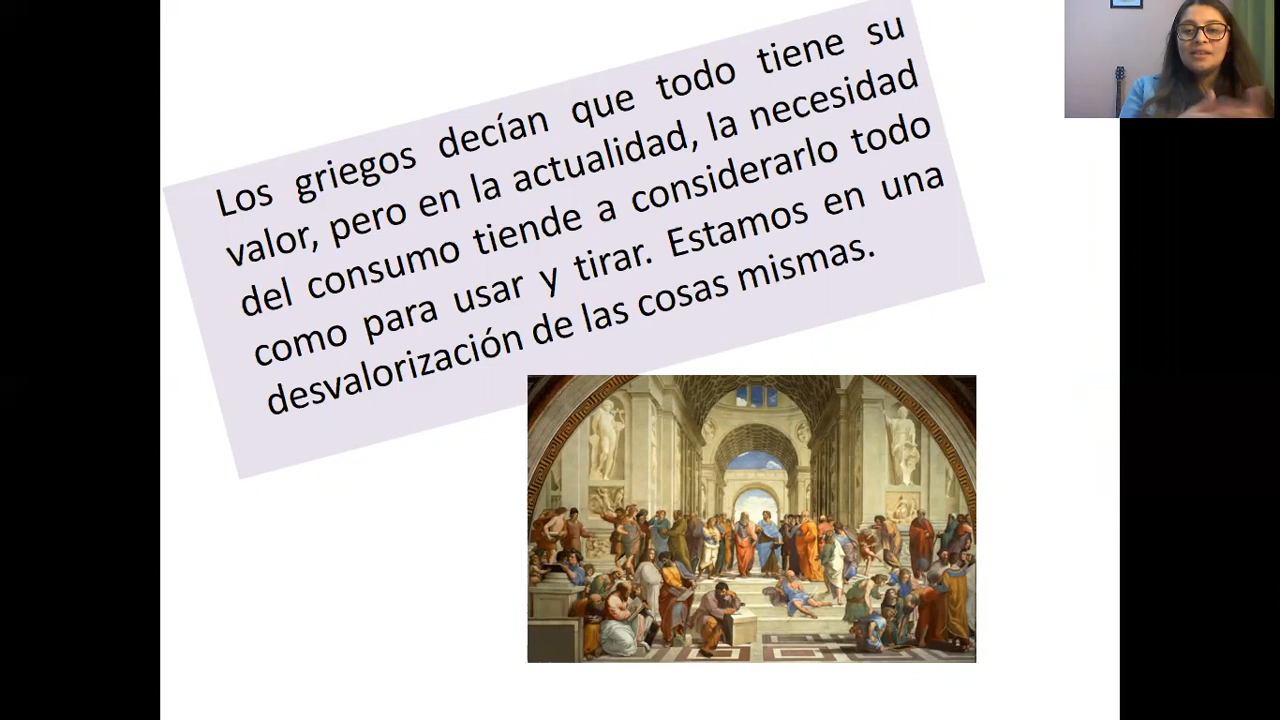 Los griegos decían que todo tiene su
valor, pero en la actualidad, la necesidad
del consumo tiende a considerarlo todo
como para usar y tirar. Estamos en una
desvalorización de las cosas mismas.